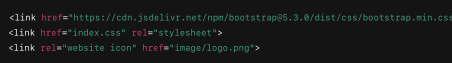 <link href="https://cdn.jsdelivr.net/npm/bootstrap@5.3.0/dist/css/bootstrap.min.css
<link href="index.css" rel="stylesheet">
<link rel="website icon" href="image/logo.png">